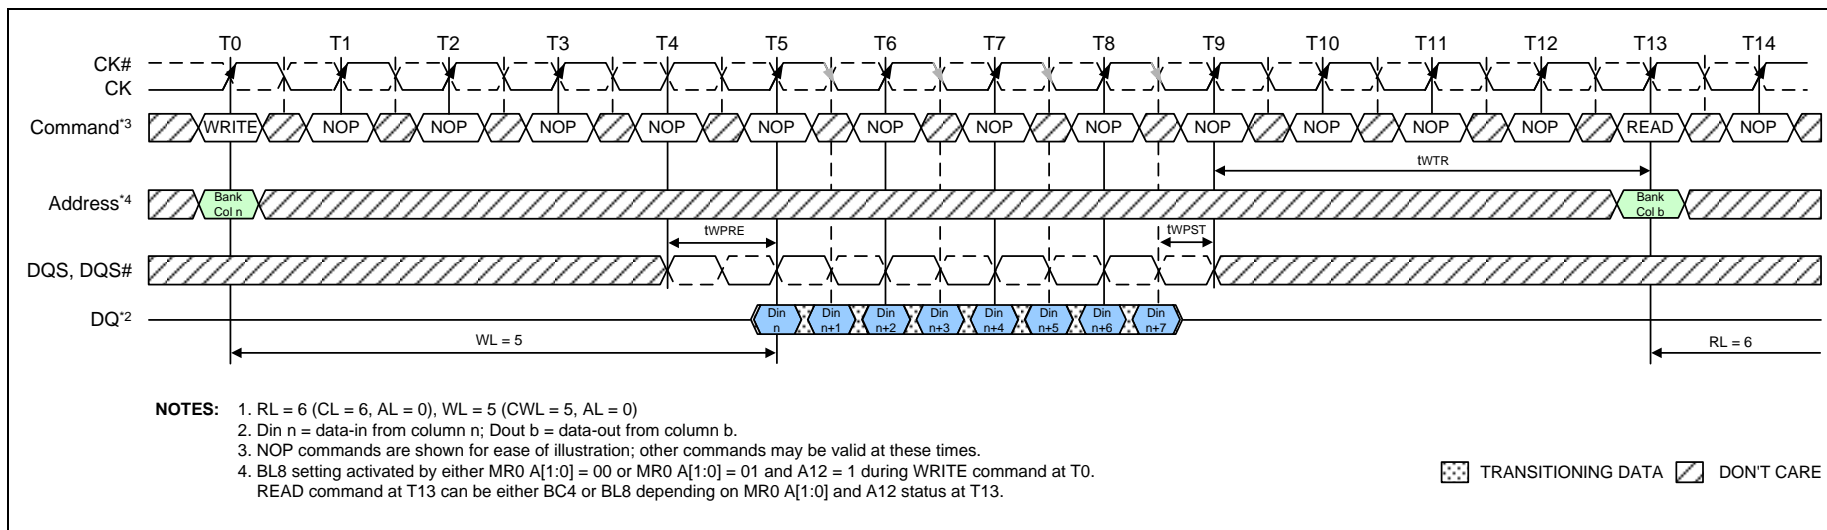 T0 T1 T2 T3 T4 T5 T6 T7 T8 T9 T10 T11 T12 T13 T14
CK#
CK
Command*3 WRITE NOP NOP NOP NOP NOP NOP NOP NOP NOP NOP NOP NOP READ NOP
tWTR
Address*4 Bank Col n Bank Col b
tWPRE tWPST
DQS, DQS#
DQ*2 Din n Din n+1 Din n+2 Din n+3 Din n+4 Din n+5 Din n+6 Din n+7
WL = 5 RL = 6
NOTES: 1. RL = 6 (CL = 6, AL = 0), WL = 5 (CWL = 5, AL = 0)
2. Din n = data-in from column n; Dout b = data-out from column b.
3. NOP commands are shown for ease of illustration; other commands may be valid at these times.
4. BL8 setting activated by either MR0 A[1:0] = 00 or MR0 A[1:0] = 01 and A12 = 1 during WRITE command at T0.
READ command at T13 can be either BC4 or BL8 depending on MR0 A[1:0] and A12 status at T13.
TRANSITIONING DATA DON'T CARE